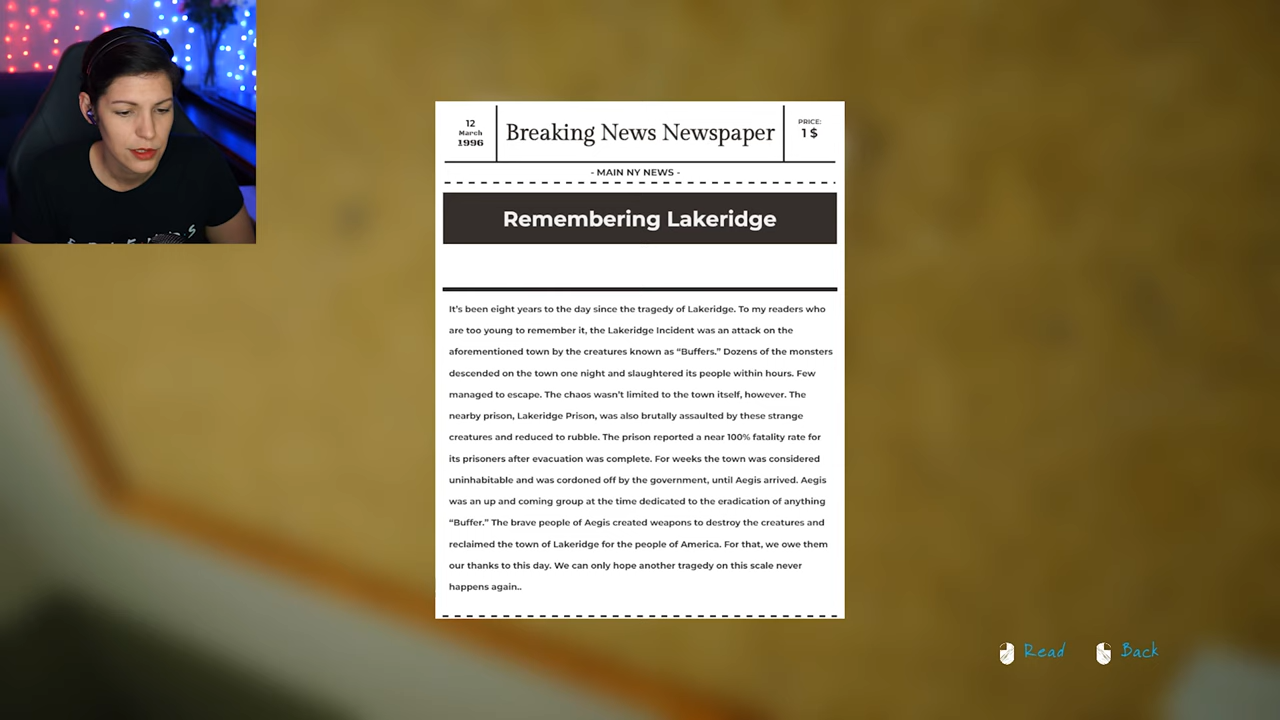 12
March
1996
Breaking News Newspaper
PRICE:
1 $
- MAIN NY NEWS -
Remembering Lakeridge
It's been eight years to the day since the tragedy of Lakeridge. To my readers who
are too young to remember it, the Lakeridge Incident was an attack on the
aforementioned town by the creatures known as “Buffers.” Dozens of the monsters
descended on the town one night and slaughtered its people within hours. Few
managed to escape. The chaos wasn't limited to the town itself, however. The
nearby prison, Lakeridge Prison, was also brutally assaulted by these strange
creatures and reduced to rubble. The prison reported a near 100% fatality rate for
its prisoners after evacuation was complete. For weeks the town was considered
uninhabitable and was cordoned off by the government, until Aegis arrived. Aegis
was an up and coming group at the time dedicated to the eradication of anything
“Buffer.” The brave people of Aegis created weapons to destroy the creatures and
reclaimed the town of Lakeridge for the people of America. For that, we owe them
our thanks to this day. We can only hope another tragedy on this scale never
happens again..
Read
Back